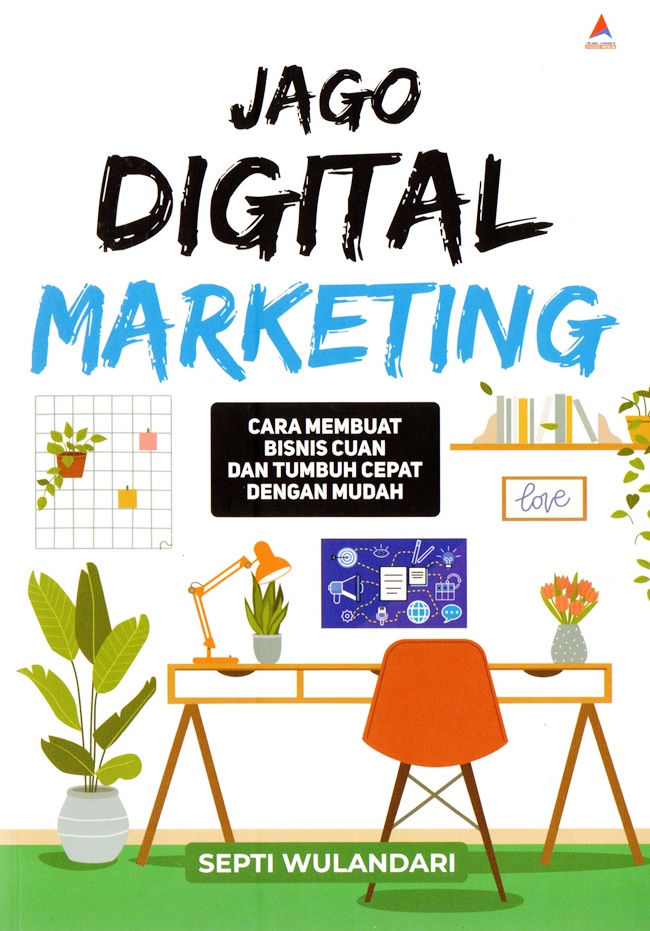 JAGO
DIGITAL
MARKETING
CARA MEMBUAT
BISNIS CUAN
DAN TUMBUH CEPAT
DENGAN MUDAH
love
SEPTI WULANDARI